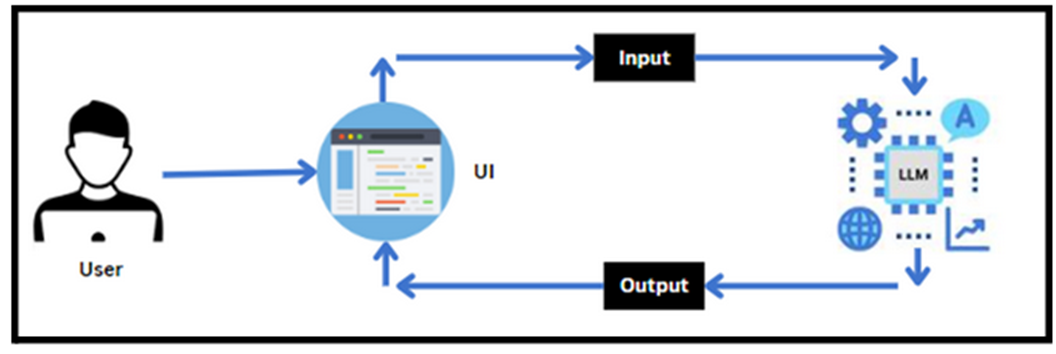 Input
A
UI
LLM
User
Output